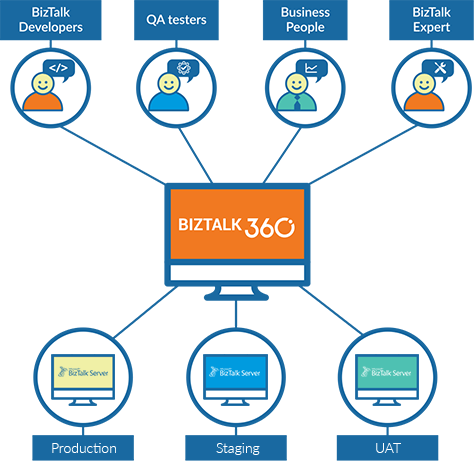 BizTalk
Developers
QA testers
Business
People
BizTalk
Expert
</>
BIZTALK 360
BizTalk Server
BizTalk Server
BizTalk Server
Production
Staging
UAT